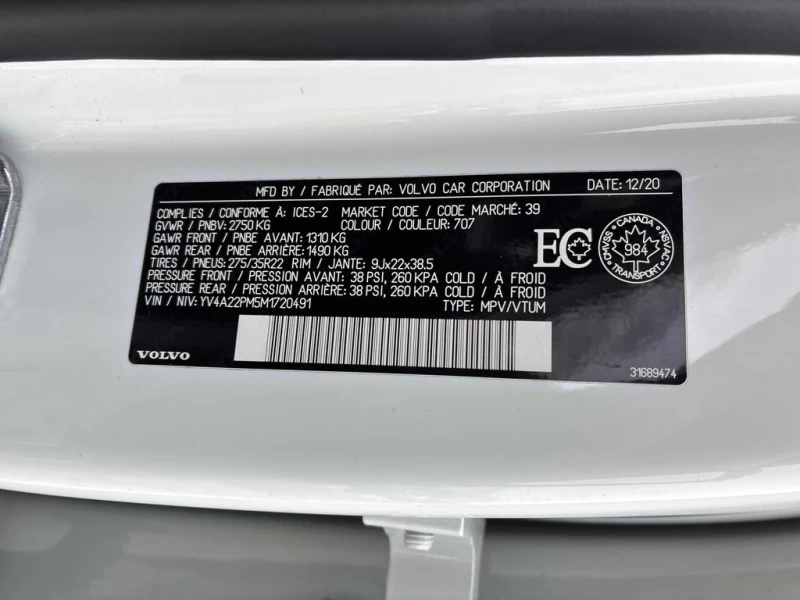 MFD BY / FABRIQUÉ PAR: VOLVO CAR CORPORATION DATE: 12/20
COMPLIES / CONFORME À: ICES-2 MARKET CODE / CODE MARCHÉ: 39
GVWR / PNBV: 2750 KG COLOUR / COULEUR: 707
GAWR FRONT / PNBE AVANT: 1310 KG
GAWR REAR / PNBE ARRIÈRE: 1490 KG
TIRES / PNEUS: 275/35R22 RIM / JANTE: 9Jx22x38.5
PRESSURE FRONT / PRESSION AVANT: 38 PSI, 260 KPA COLD / À FROID
PRESSURE REAR / PRESSION ARRIÈRE: 38 PSI, 260 KPA COLD / À FROID
VIN / NIV: YV4A22PM5M1720491 TYPE: MPV/VTUM
EC
CANADA
CMVSS NSVAC
984
TRANSPORT
VOLVO
31689474